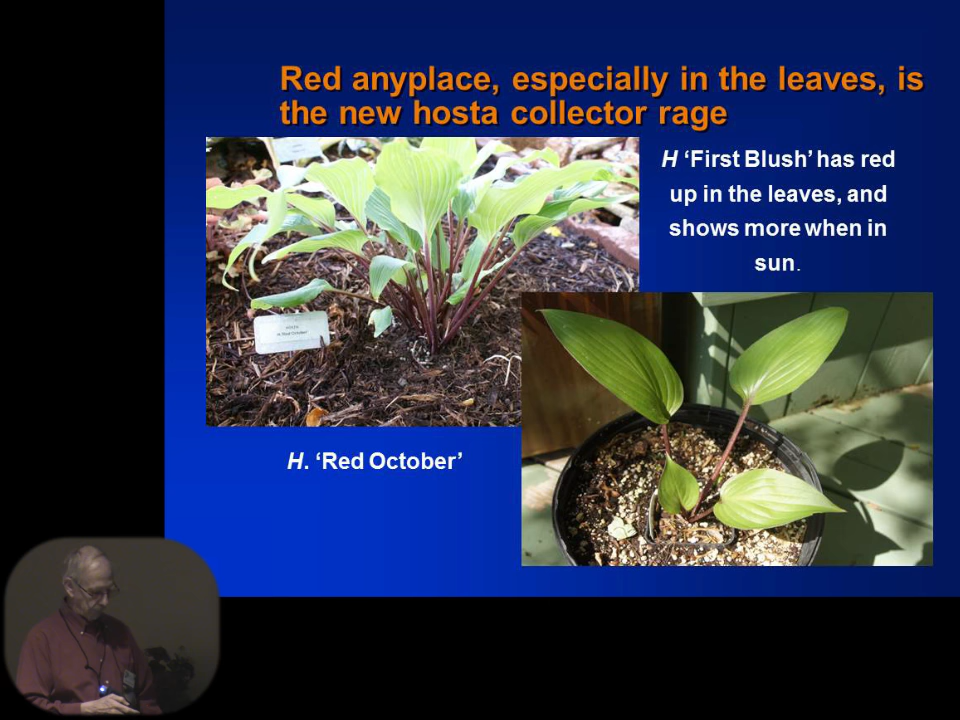 Red anyplace, especially in the leaves, is
the new hosta collector rage
H ‘First Blush’ has red
up in the leaves, and
shows more when in
sun.
H. ‘Red October’